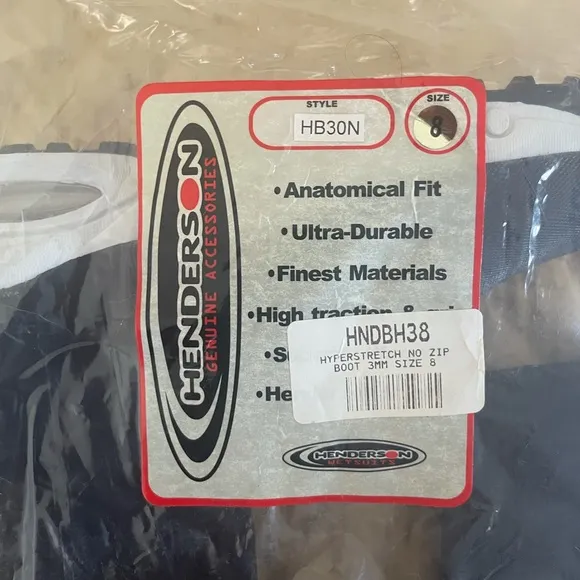 STYLE
HB30N
SIZE
8
HENDERSON
GENUINE ACCESSORIES
•Anatomical Fit
•Ultra-Durable
•Finest Materials
•High traction &
HNDBH38
HYPERSTRETCH NO ZIP
BOOT 3MM SIZE 8
HENDERSON
WETSUITS